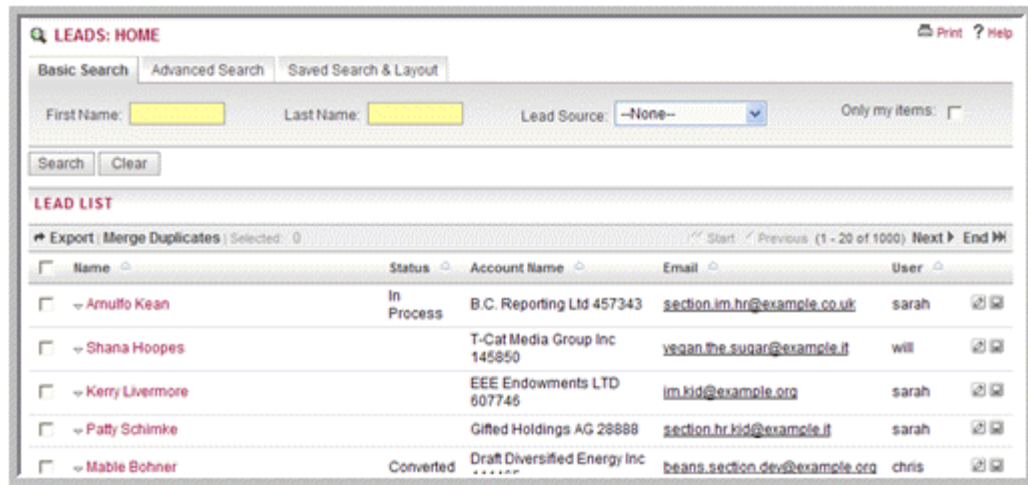 LEADS: HOME Print ? Help
Basic Search Advanced Search Saved Search & Layout
First Name: Last Name: Lead Source: --None-- Only my items:
Search Clear
LEAD LIST
Export | Merge Duplicates | Selected: 0 Start Previous (1 - 20 of 1000) Next End
Name Status Account Name Email User
Arnulfo Kean In Process B.C. Reporting Ltd 457343 section.im.hr@example.co.uk sarah
Shana Hoopes T-Cat Media Group Inc 145850 vegan.the.sugar@example.it will
Kerry Livermore EEE Endowments LTD 607746 im.kid@example.org sarah
Patty Schimke Gifted Holdings AG 28888 section.hr.kid@example.it sarah
Mable Bohner Converted Draft Diversified Energy Inc beans.section.dev@example.org chris